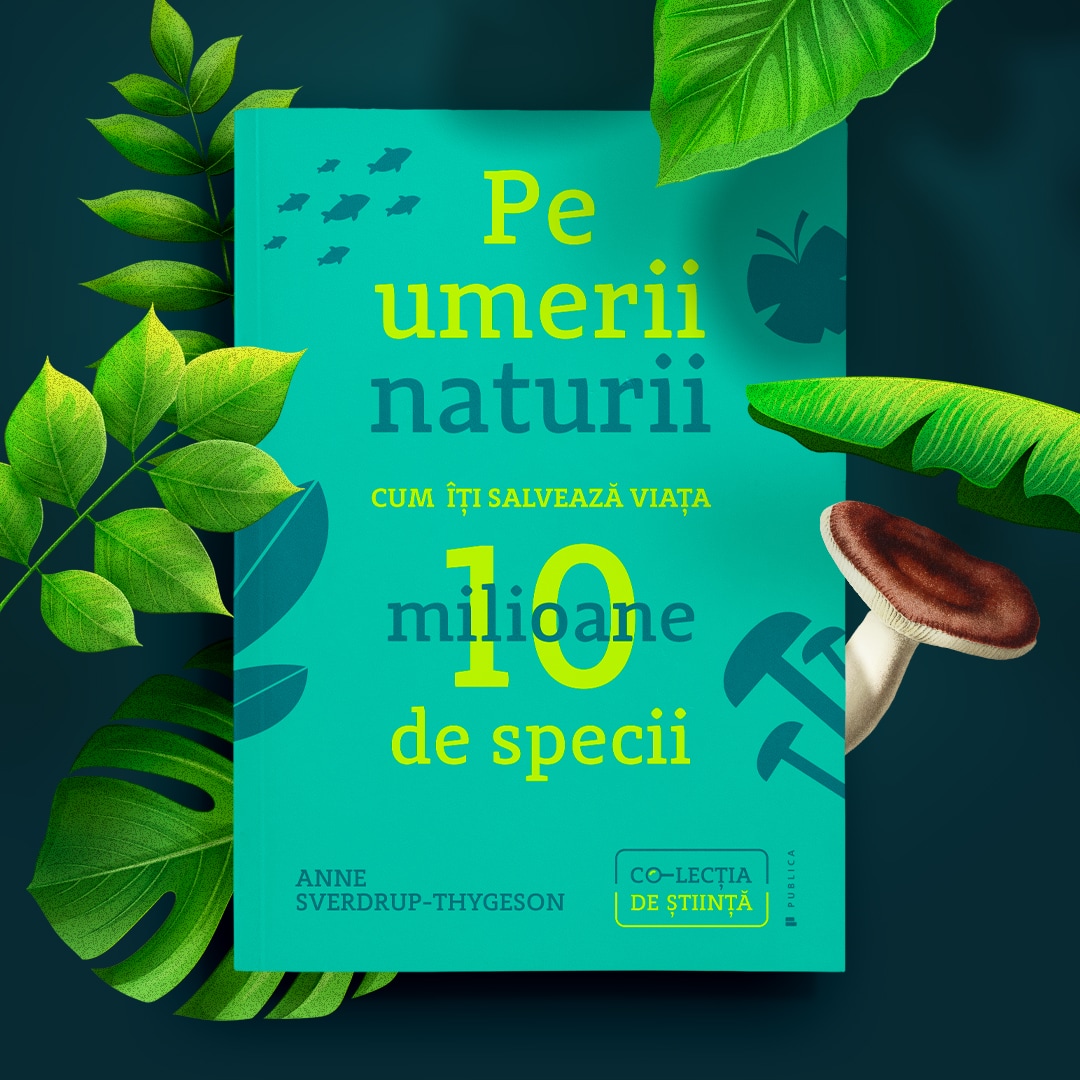 Pe
umerii
naturii
CUM ÎȚI SALVEAZĂ VIAȚA
10
milioane
de specii
ANNE
SVERDRUP-THYGESON
CO-LECȚIA
DE ȘTIINȚĂ
PUBLICA